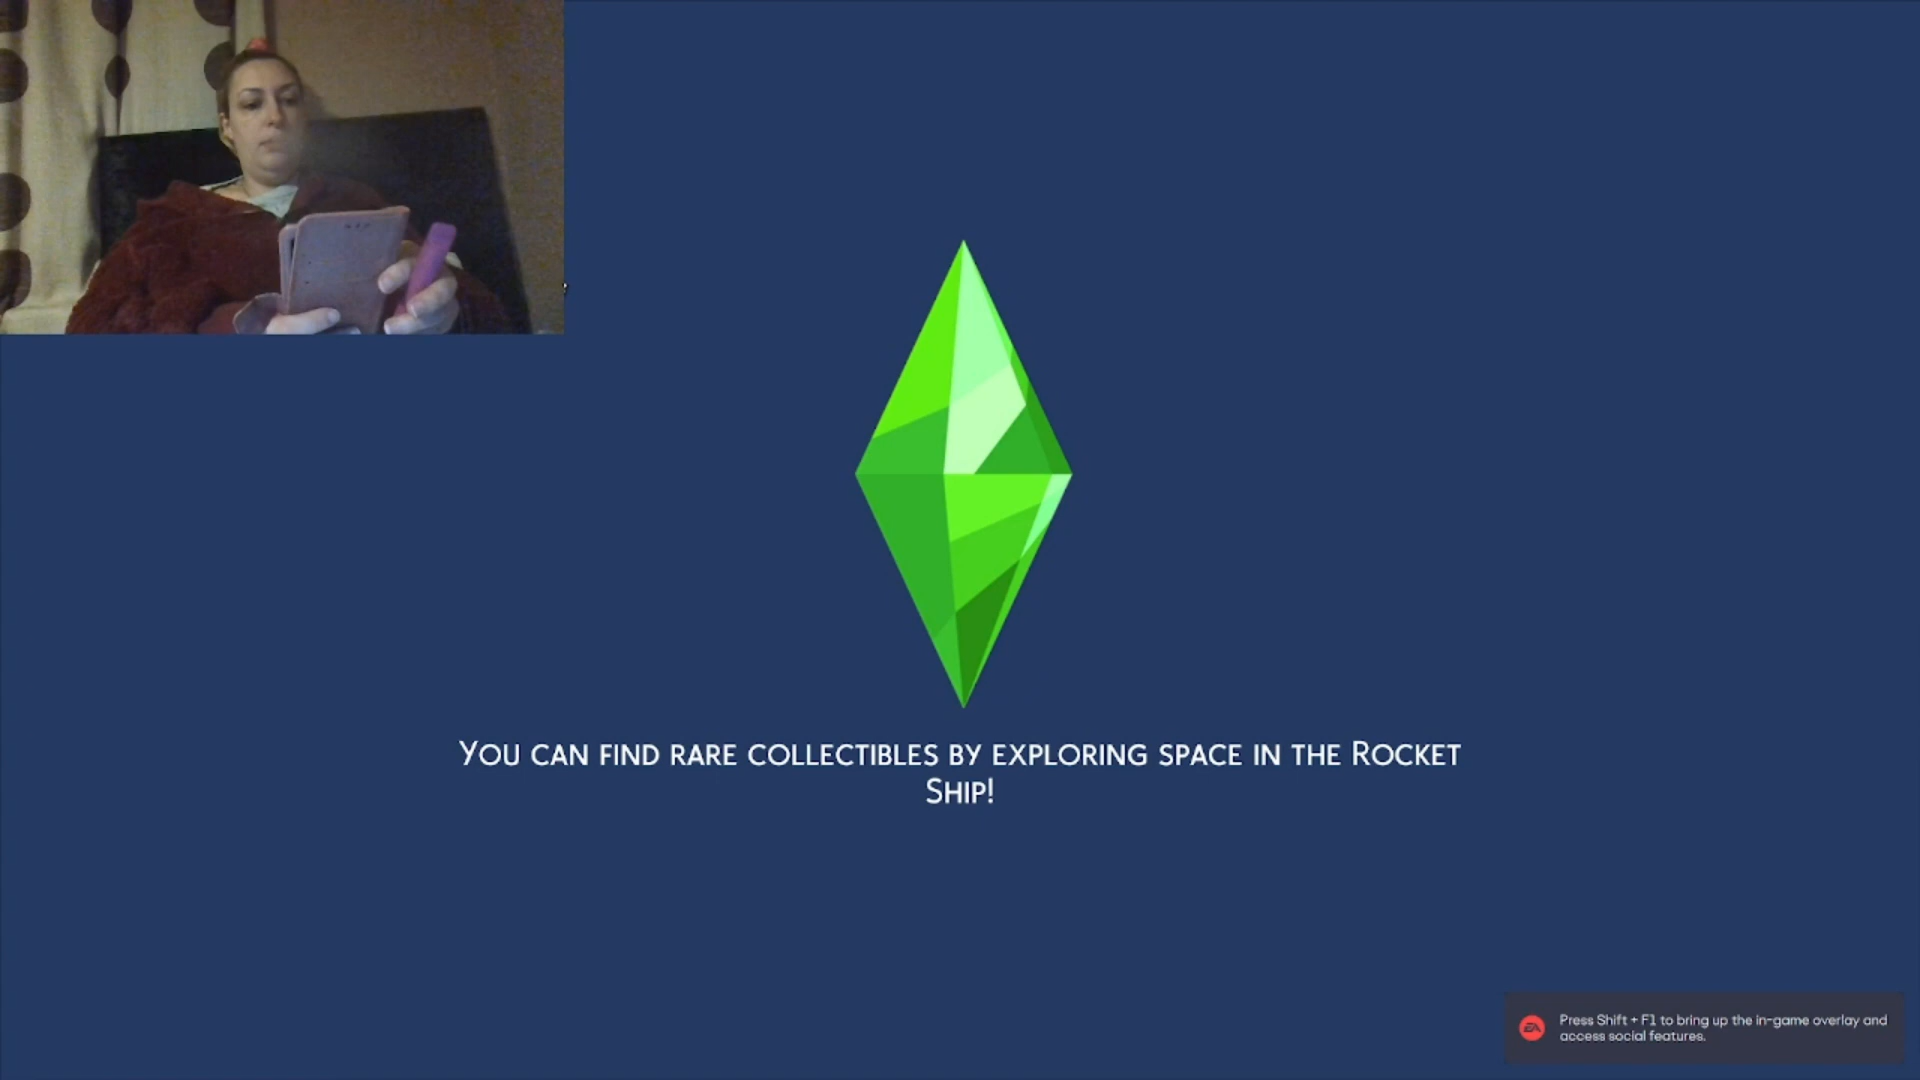 You can find rare collectibles by exploring space in the Rocket
Ship!
EA
Press Shift + F1 to bring up the in-game overlay and
access social features.